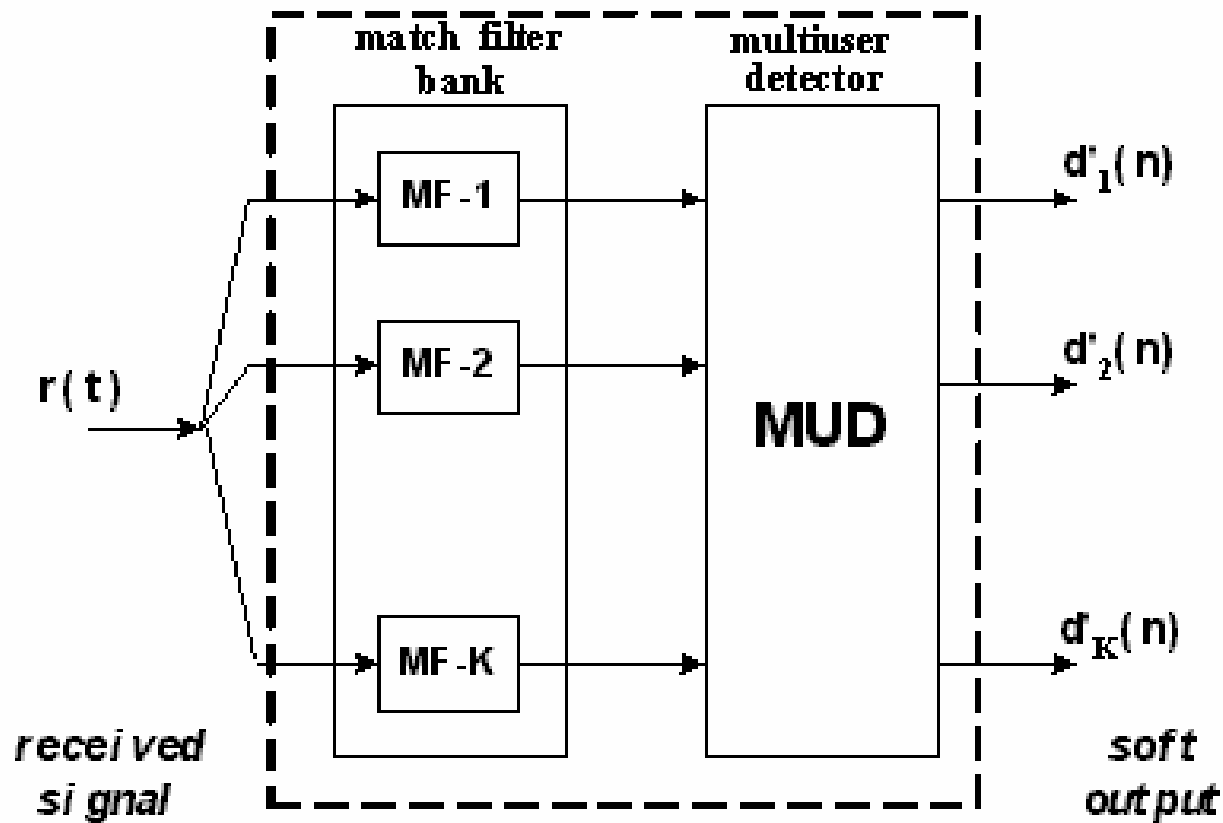 match filter
bank
multiuser
detector
MF-1
d'₁(n)
MF-2
d'₂(n)
r(t)
MUD
MF-K
d'K(n)
received
signal
soft
output